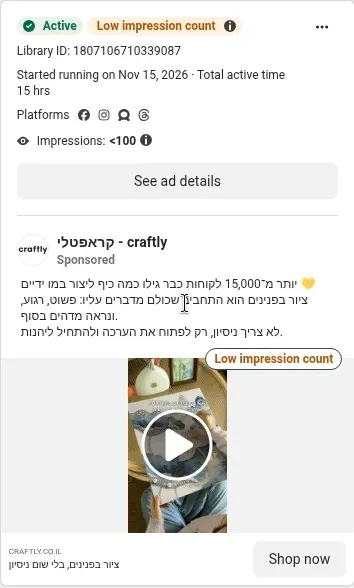 Active Low impression count
Library ID: 1807106710339087
Started running on Nov 15, 2026 · Total active time
15 hrs
Platforms
Impressions: <100
See ad details
craftly
קראפטלי - craftly
Sponsored
💛 יותר מ־15,000 לקוחות כבר גילו כמה כיף ליצור במו ידיים
ציור בפנינים הוא התחביב שכולם מדברים עליו: פשוט, רגוע,
ונראה מדהים בסוף.
לא צריך ניסיון, רק לפתוח את הערכה ולהתחיל ליהנות.
Low impression count
CRAFTLY.CO.IL
ציור בפנינים, בלי שום ניסיון
Shop now